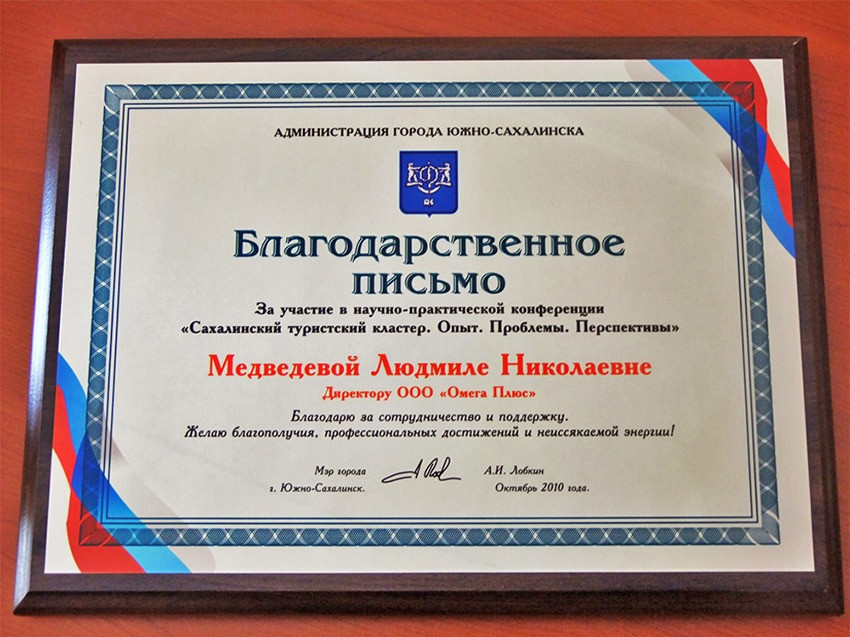 АДМИНИСТРАЦИЯ ГОРОДА ЮЖНО-САХАЛИНСКА
Благодарственное
письмо
За участие в научно-практической конференции
«Сахалинский туристский кластер. Опыт. Проблемы. Перспективы»
Медведевой Людмиле Николаевне
Директору ООО «Омега Плюс»
Благодарю за сотрудничество и поддержку.
Желаю благополучия, профессиональных достижений и неиссякаемой энергии!
Мэр города А.И. Лобкин
г. Южно-Сахалинск. Октябрь 2010 года.